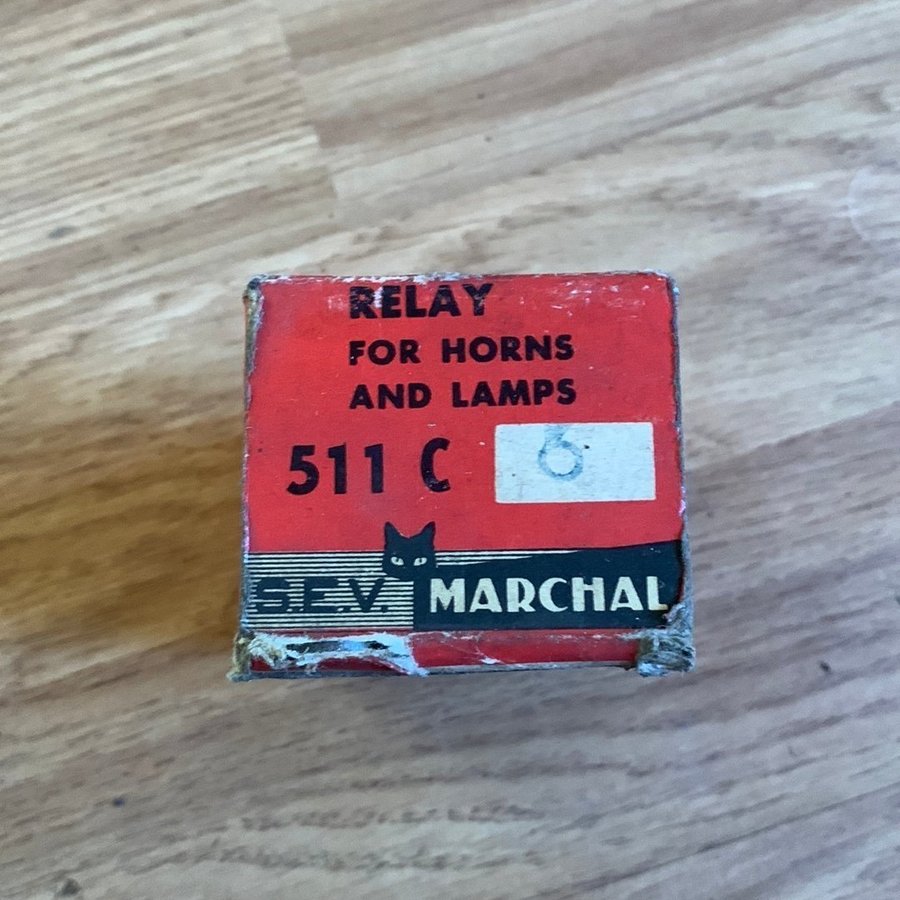 RELAY
FOR HORNS
AND LAMPS
511 C 6
S.E.V. MARCHAL